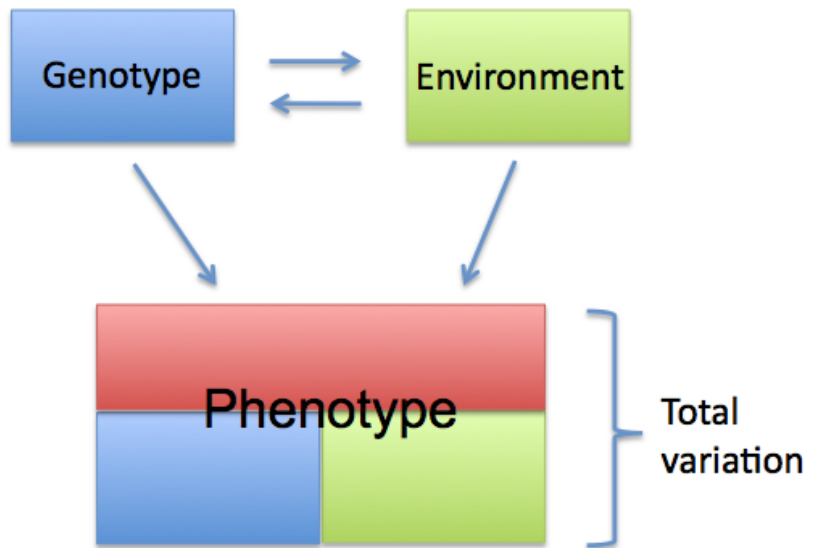 Genotype
Environment
Phenotype
Total
variation